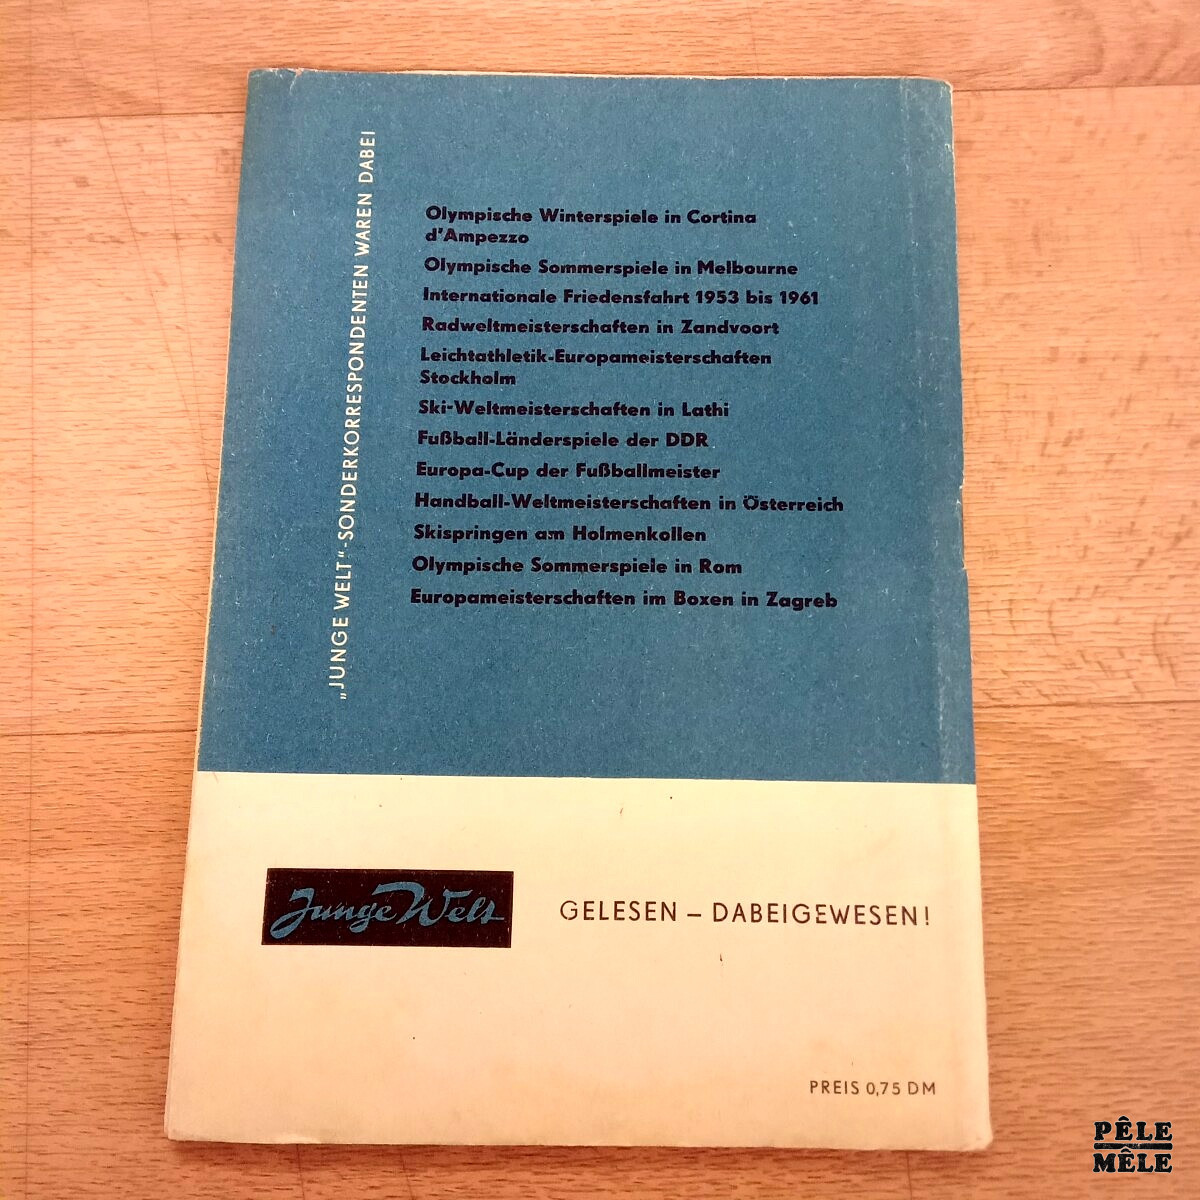 „JUNGE WELT“-SONDERKORRESPONDENTEN WAREN DABEI
Olympische Winterspiele in Cortina
d'Ampezzo
Olympische Sommerspiele in Melbourne
Internationale Friedensfahrt 1953 bis 1961
Radweltmeisterschaften in Zandvoort
Leichtathletik-Europameisterschaften
Stockholm
Ski-Weltmeisterschaften in Lathi
Fußball-Länderspiele der DDR
Europa-Cup der Fußballmeister
Handball-Weltmeisterschaften in Österreich
Skispringen am Holmenkollen
Olympische Sommerspiele in Rom
Europameisterschaften im Boxen in Zagreb
Junge Welt
GELESEN – DABEIGEWESEN!
PREIS 0,75 DM
PÊLE
MÊLE